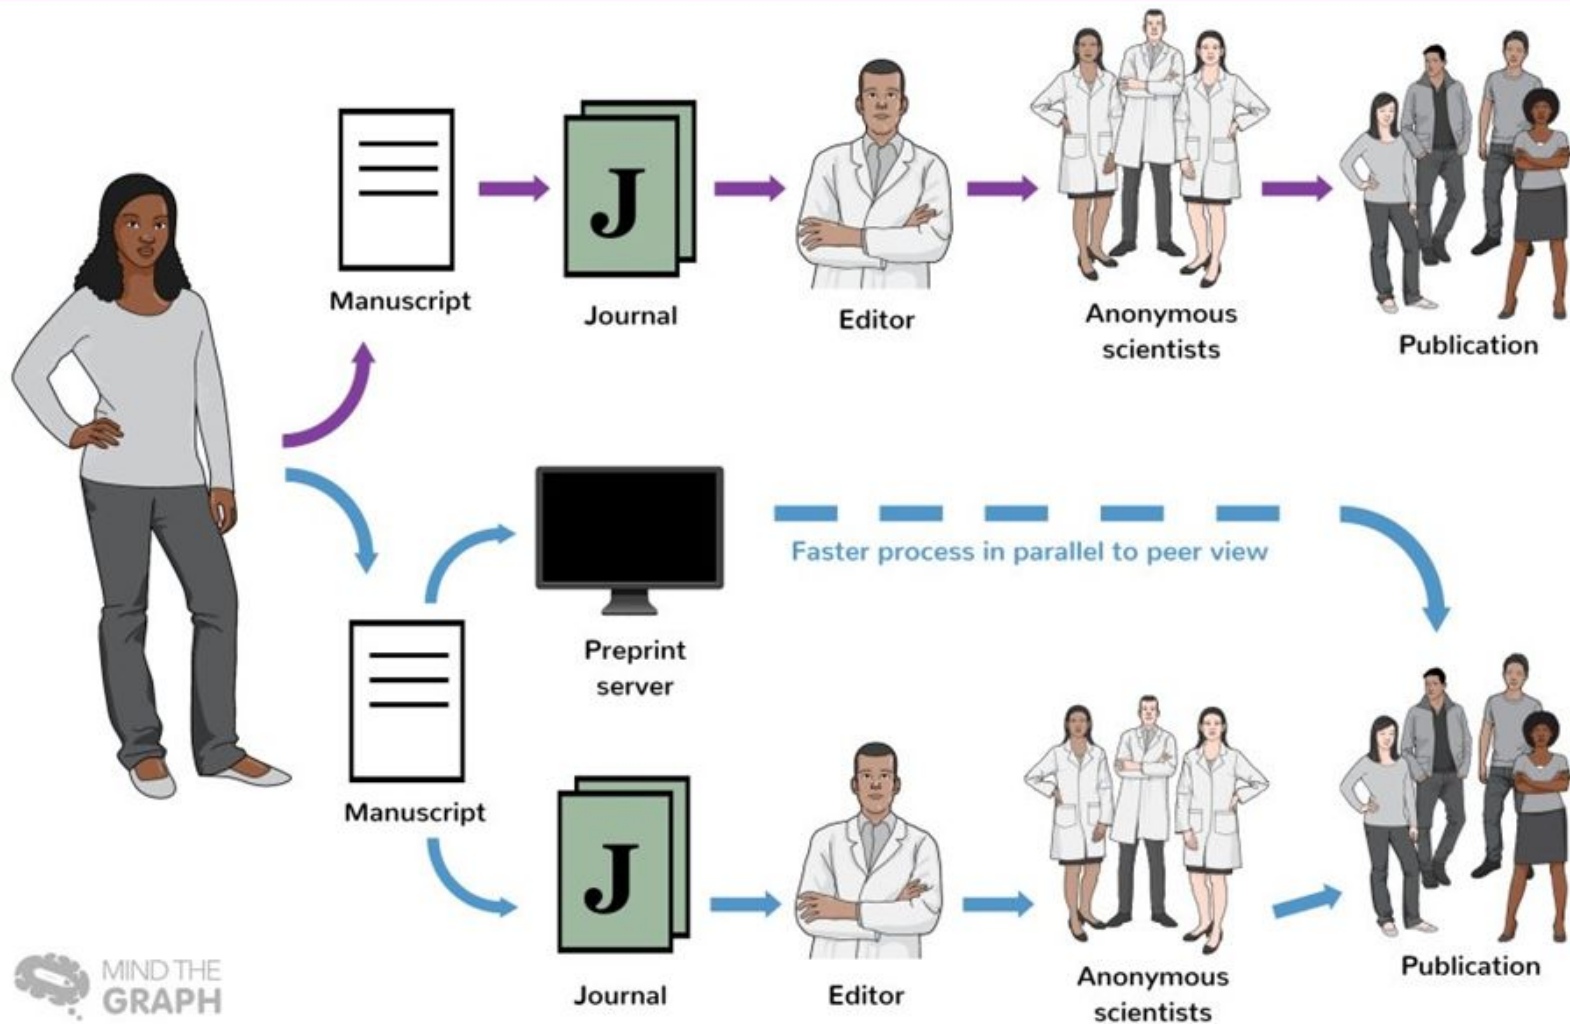 Manuscript
J
Journal
Editor
Anonymous
scientists
Publication
Faster process in parallel to peer view
Preprint
server
Manuscript
J
Journal
Editor
Anonymous
scientists
Publication
MIND THE
GRAPH